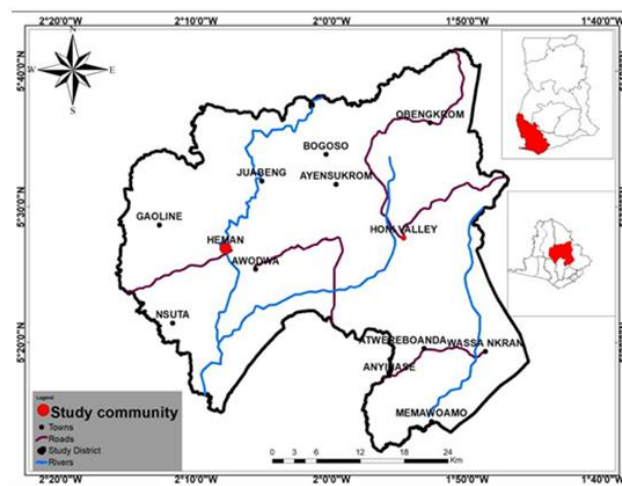 2°20'0"W 2°10'0"W 2°0'0"W 1°50'0"W 1°40'0"W
N
W E
S
5°40'0"N
OBENGKROM
BOGOSO
JUABENG
AYENSUKROM
5°30'0"N
GAOLINE
HONI VALLEY
HEMAN
AWODWA
NSUTA
5°20'0"N
ATWEREBOANDA WASSA NKRAN
ANYINASE
MEMAWOAMO
Legend
Study community
Towns
Roads
Study District
Rivers
0 3 6 12 18 24
Km
2°20'0"W 2°10'0"W 2°0'0"W 1°50'0"W 1°40'0"W